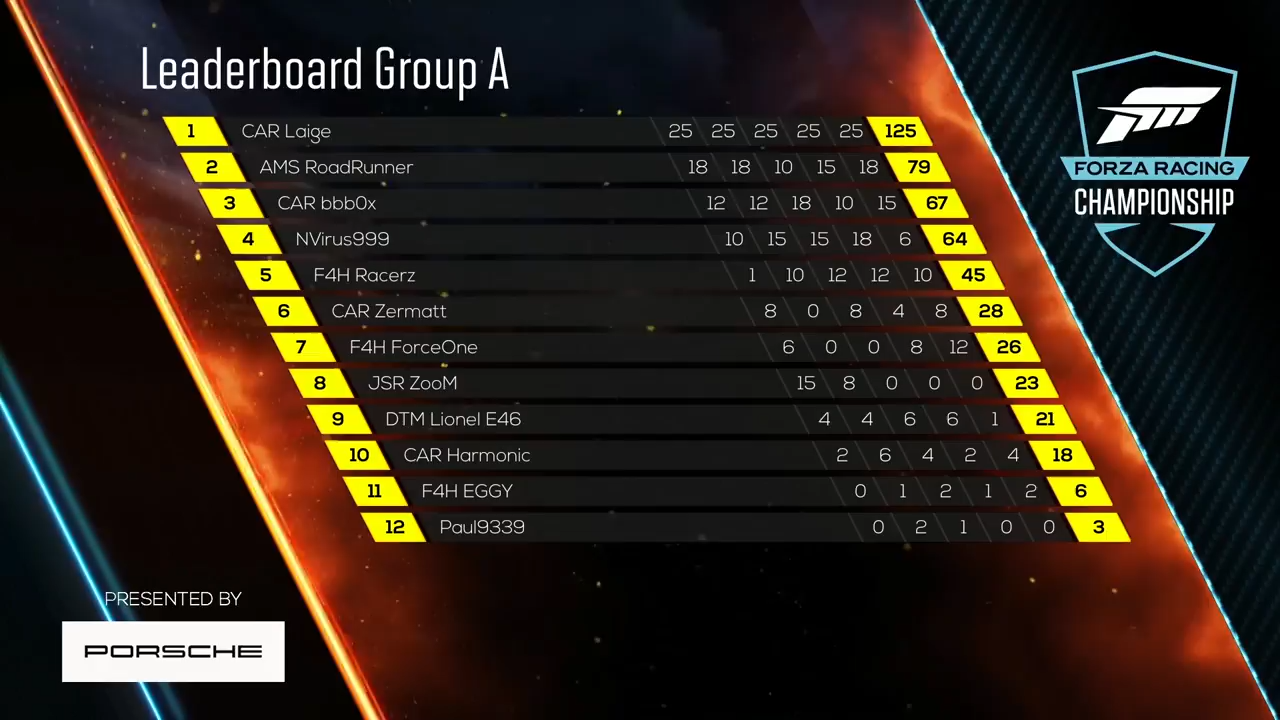 Leaderboard Group A
1 CAR Laige 25 25 25 25 25 125
2 AMS RoadRunner 18 18 10 15 18 79
3 CAR bbb0x 12 12 18 10 15 67
4 NVirus999 10 15 15 18 6 64
5 F4H Racerz 1 10 12 12 10 45
6 CAR Zermatt 8 0 8 4 8 28
7 F4H ForceOne 6 0 0 8 12 26
8 JSR ZooM 15 8 0 0 0 23
9 DTM Lionel E46 4 4 6 6 1 21
10 CAR Harmonic 2 6 4 2 4 18
11 F4H EGGY 0 1 2 1 2 6
12 Paul9339 0 2 1 0 0 3
FORZA RACING
CHAMPIONSHIP
PRESENTED BY
PORSCHE